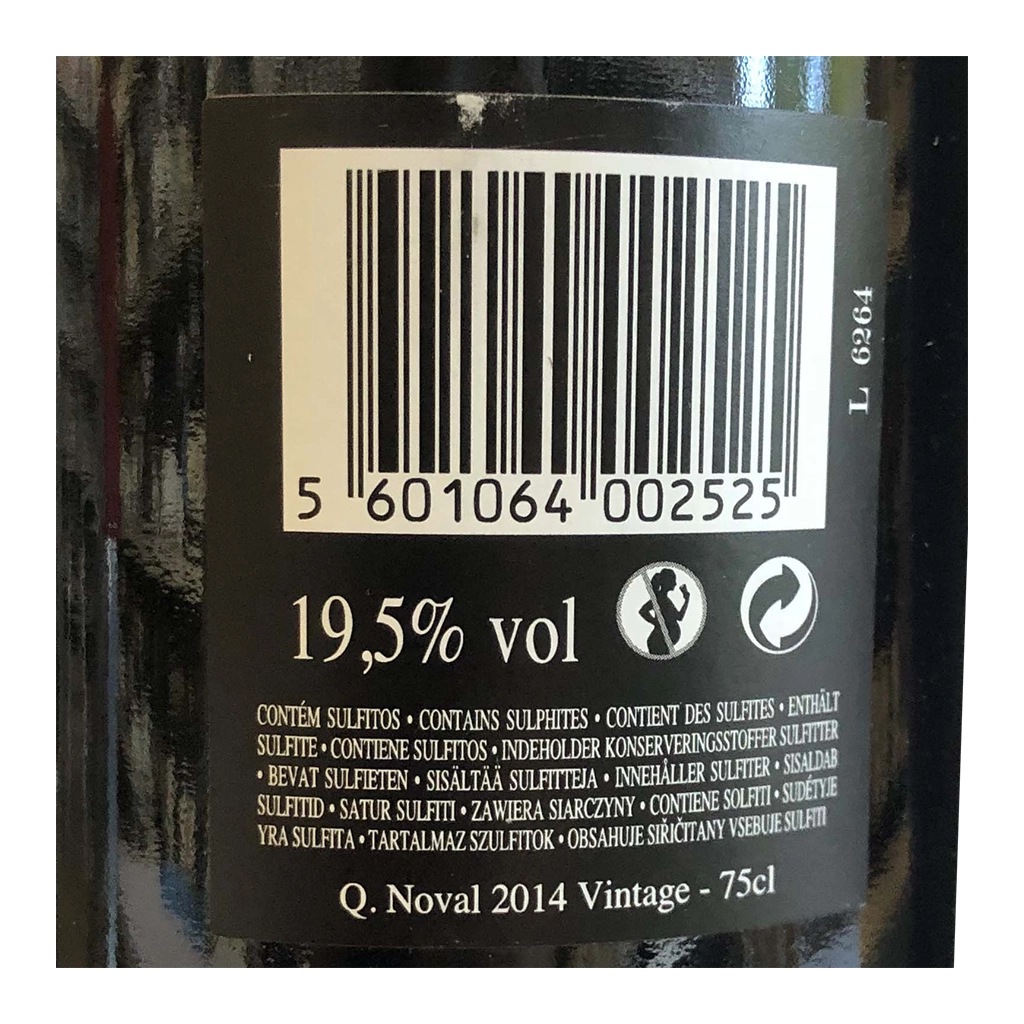 5 601064 002525
L 6264
19,5% vol
CONTÉM SULFITOS • CONTAINS SULPHITES • CONTIENT DES SULFITES • ENTHÄLT
SULFITE • CONTIENE SULFITOS • INDEHOLDER KONSERVERINGSSTOFFER SULFITTER
• BEVAT SULFIETEN • SISÄLTÄÄ SULFITTEJA • INNEHÅLLER SULFITER • SISALDAB
SULFITID • SATUR SULFITI • ZAWIERA SIARCZYNY • CONTIENE SOLFITI • SUDĖTYJE
YRA SULFITA • TARTALMAZ SZULFITOK • OBSAHUJE SIŘIČITANY VSEBUJE SULFITI
Q. Noval 2014 Vintage - 75cl